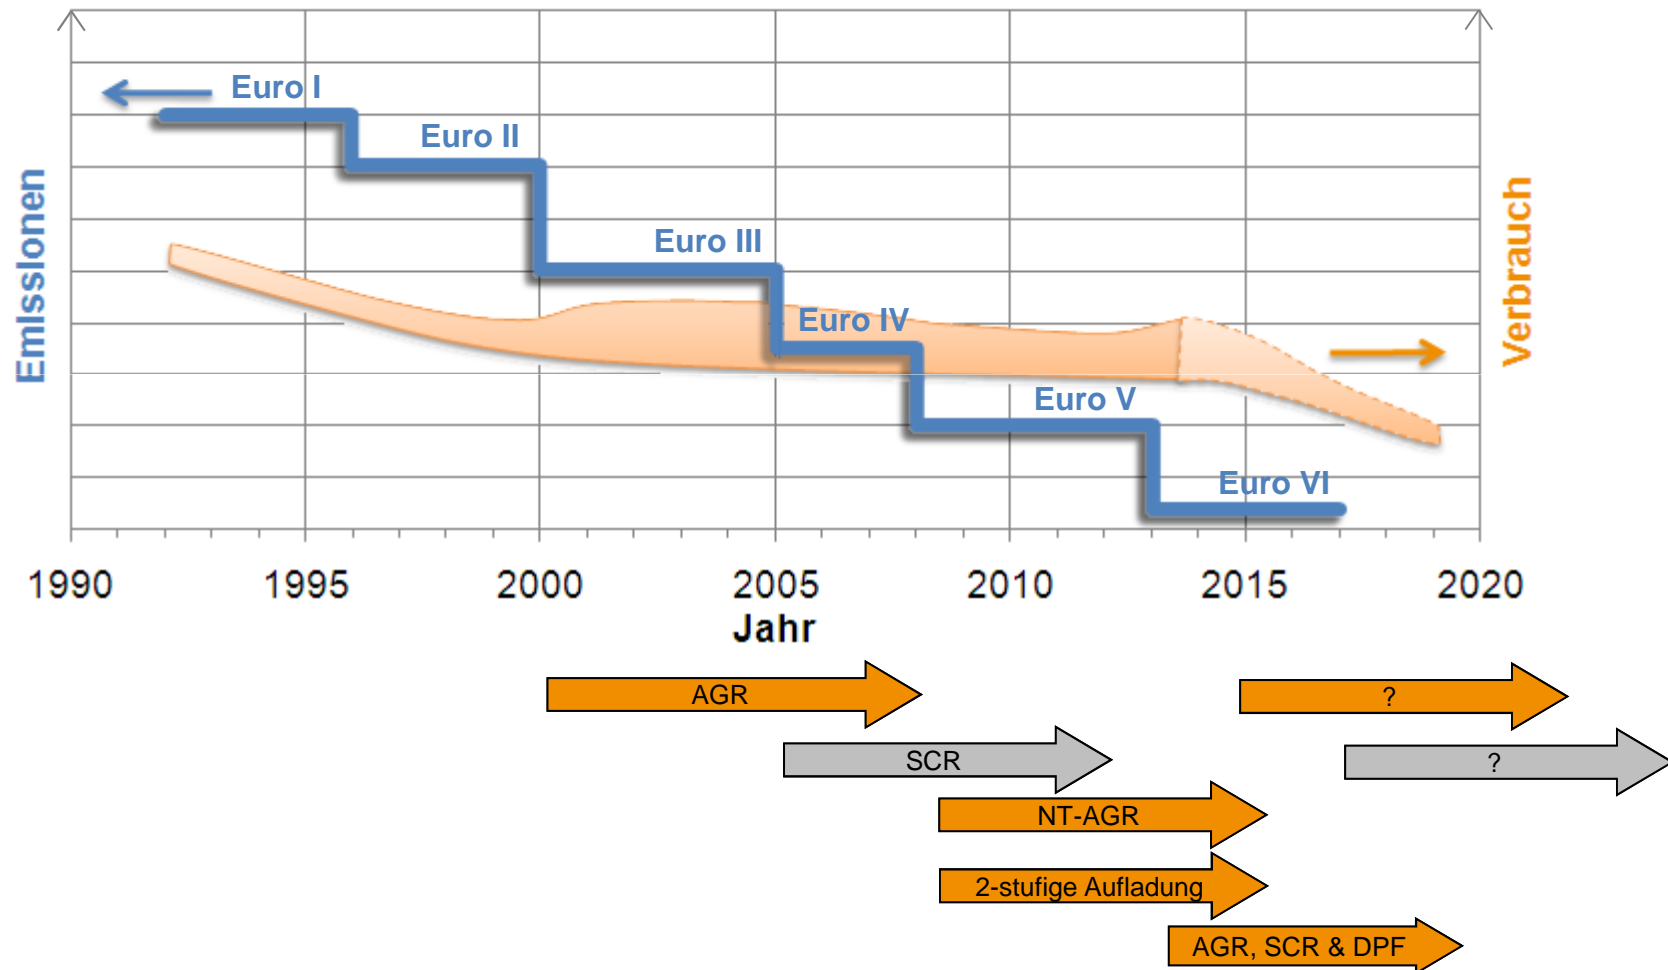 Euro I
Euro II
Euro III
Euro IV
Euro V
Euro VI
Emissionen
Verbrauch
1990 1995 2000 2005 2010 2015 2020
Jahr
AGR
?
SCR
?
NT-AGR
2-stufige Aufladung
AGR, SCR & DPF